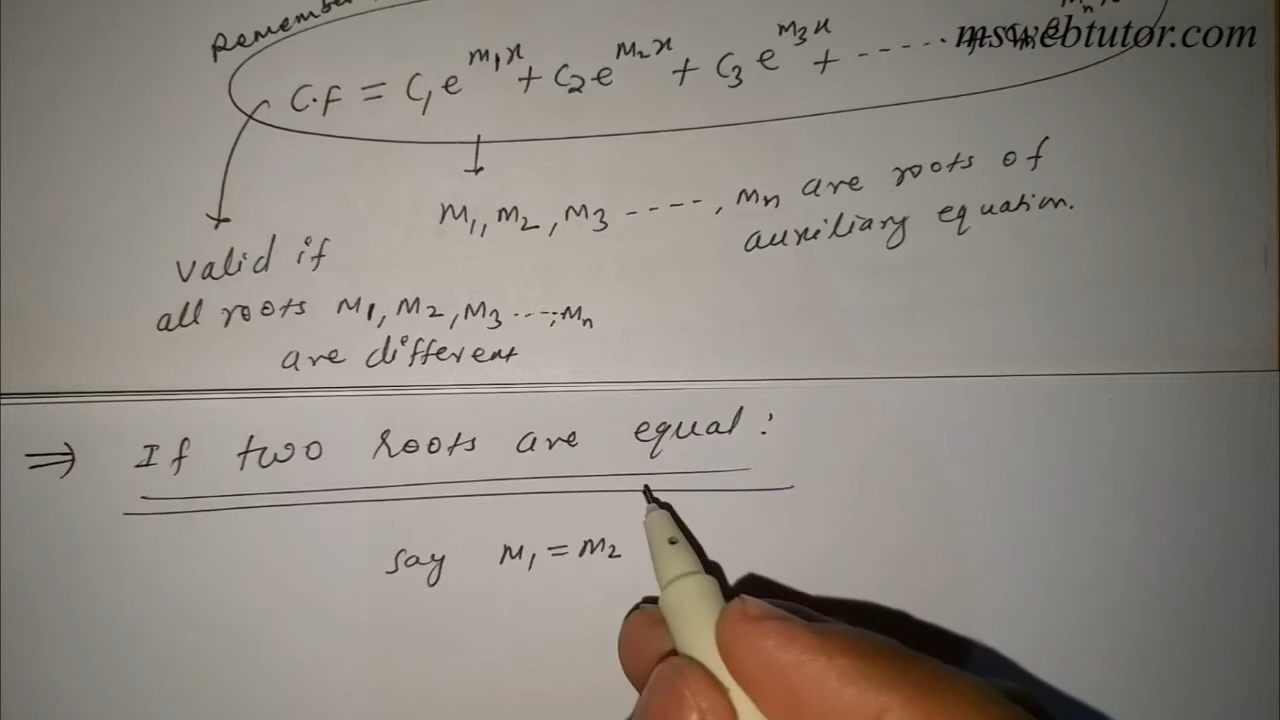 Remember
mswebtutor.com
C.F = C₁e^m₁x + C₂e^m₂x + C₃e^m₃x + -----
m₁, m₂, m₃ ----, mₙ are roots of
auxiliary equation.
valid if
all roots m₁, m₂, m₃ ---, mₙ
are different
⇒ If two roots are equal:
say m₁ = m₂